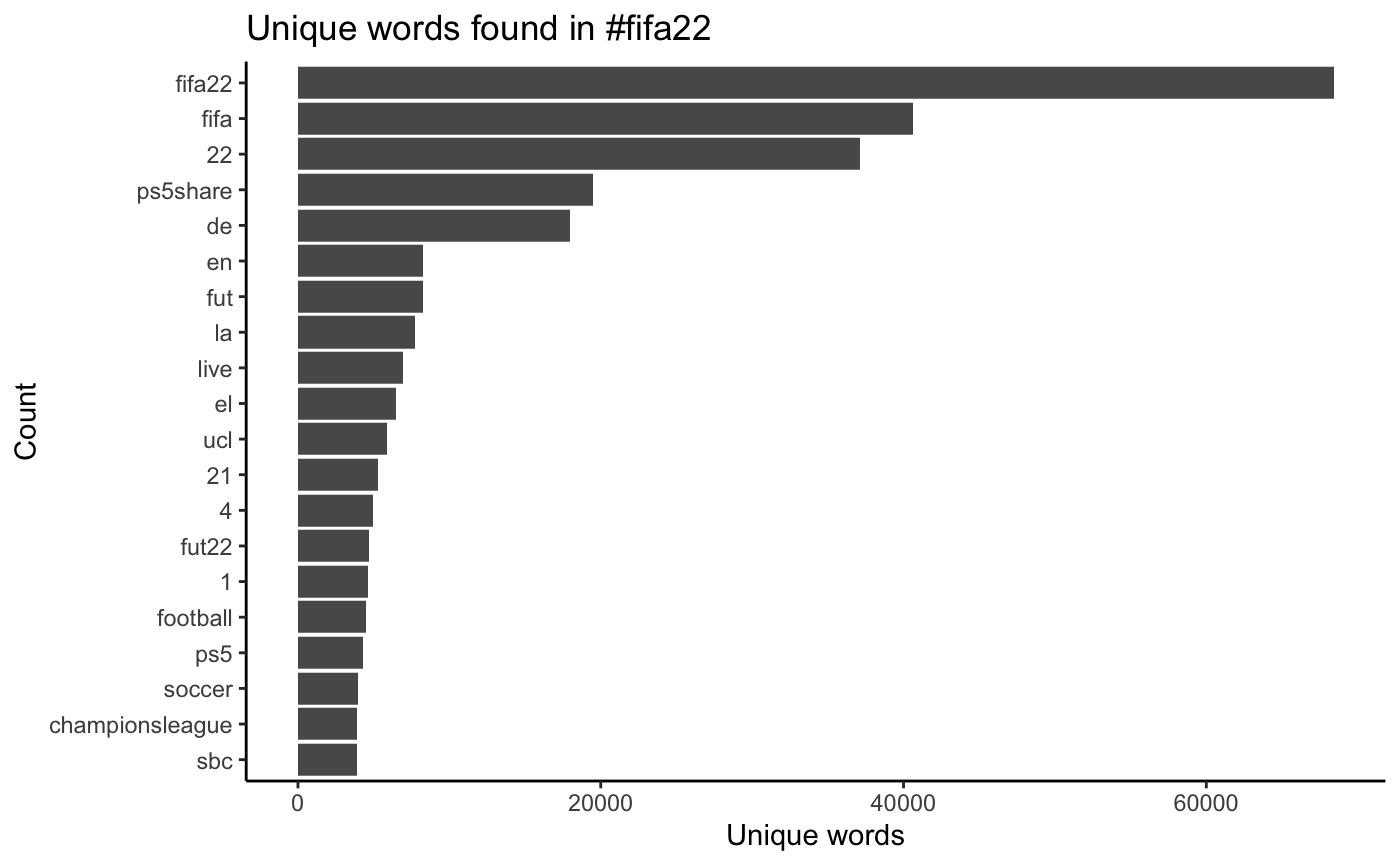 Unique words found in #fifa22
fifa22
fifa
22
ps5share
de
en
fut
la
live
el
ucl
21
4
fut22
1
football
ps5
soccer
championsleague
sbc
Count
0 20000 40000 60000
Unique words